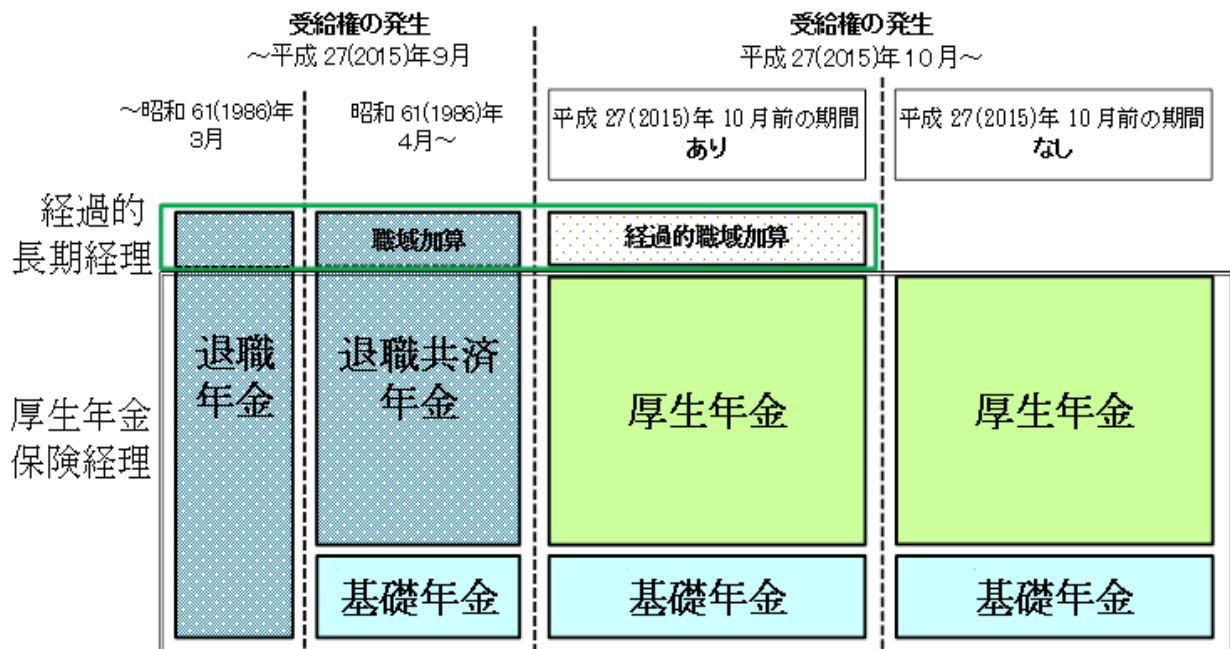 受給権の発生
～平成 27(2015)年9月
受給権の発生
平成 27(2015)年10月～
～昭和 61(1986)年
3月
昭和 61(1986)年
4月～
平成 27(2015)年 10 月前の期間
あり
平成 27(2015)年 10 月前の期間
なし
経過的
長期経理
職域加算
経過的職域加算
厚生年金
保険経理
退職
年金
退職共済
年金
厚生年金
厚生年金
基礎年金
基礎年金
基礎年金